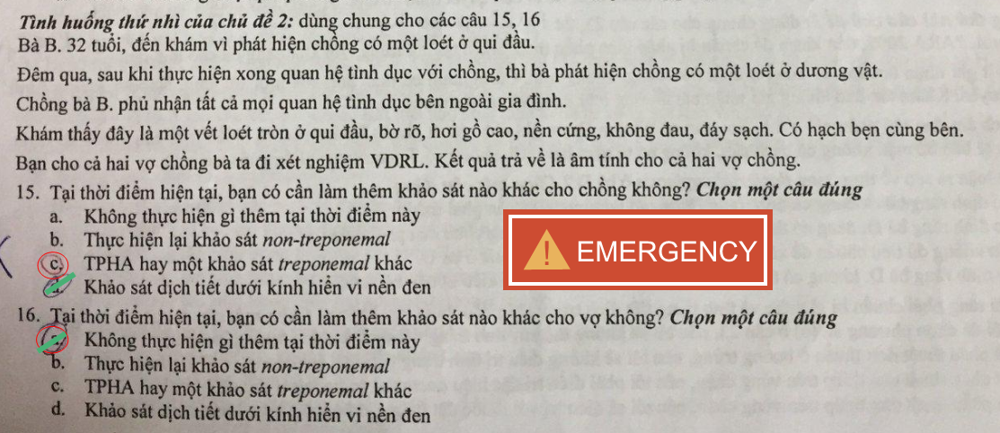 Tình huống thứ nhì của chủ đề 2: dùng chung cho các câu 15, 16
Bà B. 32 tuổi, đến khám vì phát hiện chồng có một loét ở qui đầu.
Đêm qua, sau khi thực hiện xong quan hệ tình dục với chồng, thì bà phát hiện chồng có một loét ở dương vật.
Chồng bà B. phủ nhận tất cả mọi quan hệ tình dục bên ngoài gia đình.
Khám thấy đây là một vết loét tròn ở qui đầu, bờ rõ, hơi gồ cao, nền cứng, không đau, đáy sạch. Có hạch bẹn cùng bên.
Bạn cho cả hai vợ chồng bà ta đi xét nghiệm VDRL. Kết quả trả về là âm tính cho cả hai vợ chồng.
15. Tại thời điểm hiện tại, bạn có cần làm thêm khảo sát nào khác cho chồng không? Chọn một câu đúng
a. Không thực hiện gì thêm tại thời điểm này
b. Thực hiện lại khảo sát non-treponemal
c. TPHA hay một khảo sát treponemal khác
d. Khảo sát dịch tiết dưới kính hiển vi nền đen
EMERGENCY
16. Tại thời điểm hiện tại, bạn có cần làm thêm khảo sát nào khác cho vợ không? Chọn một câu đúng
a. Không thực hiện gì thêm tại thời điểm này
b. Thực hiện lại khảo sát non-treponemal
c. TPHA hay một khảo sát treponemal khác
d. Khảo sát dịch tiết dưới kính hiển vi nền đen